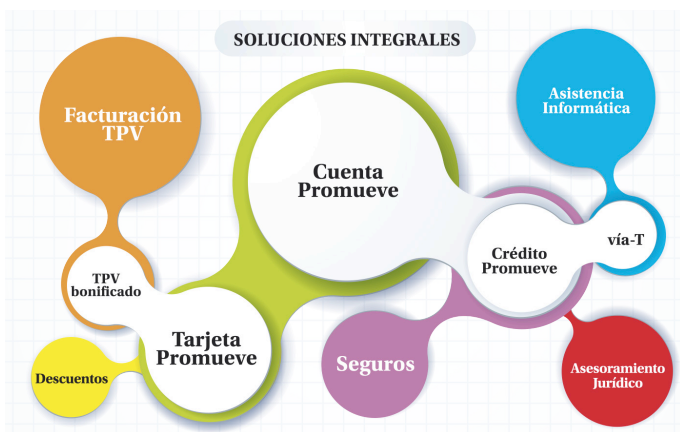 SOLUCIONES INTEGRALES
Facturación
TPV
Asistencia
Informática
Cuenta
Promueve
Crédito
Promueve
vía-T
TPV
bonificado
Tarjeta
Promueve
Descuentos
Seguros
Asesoramiento
Jurídico